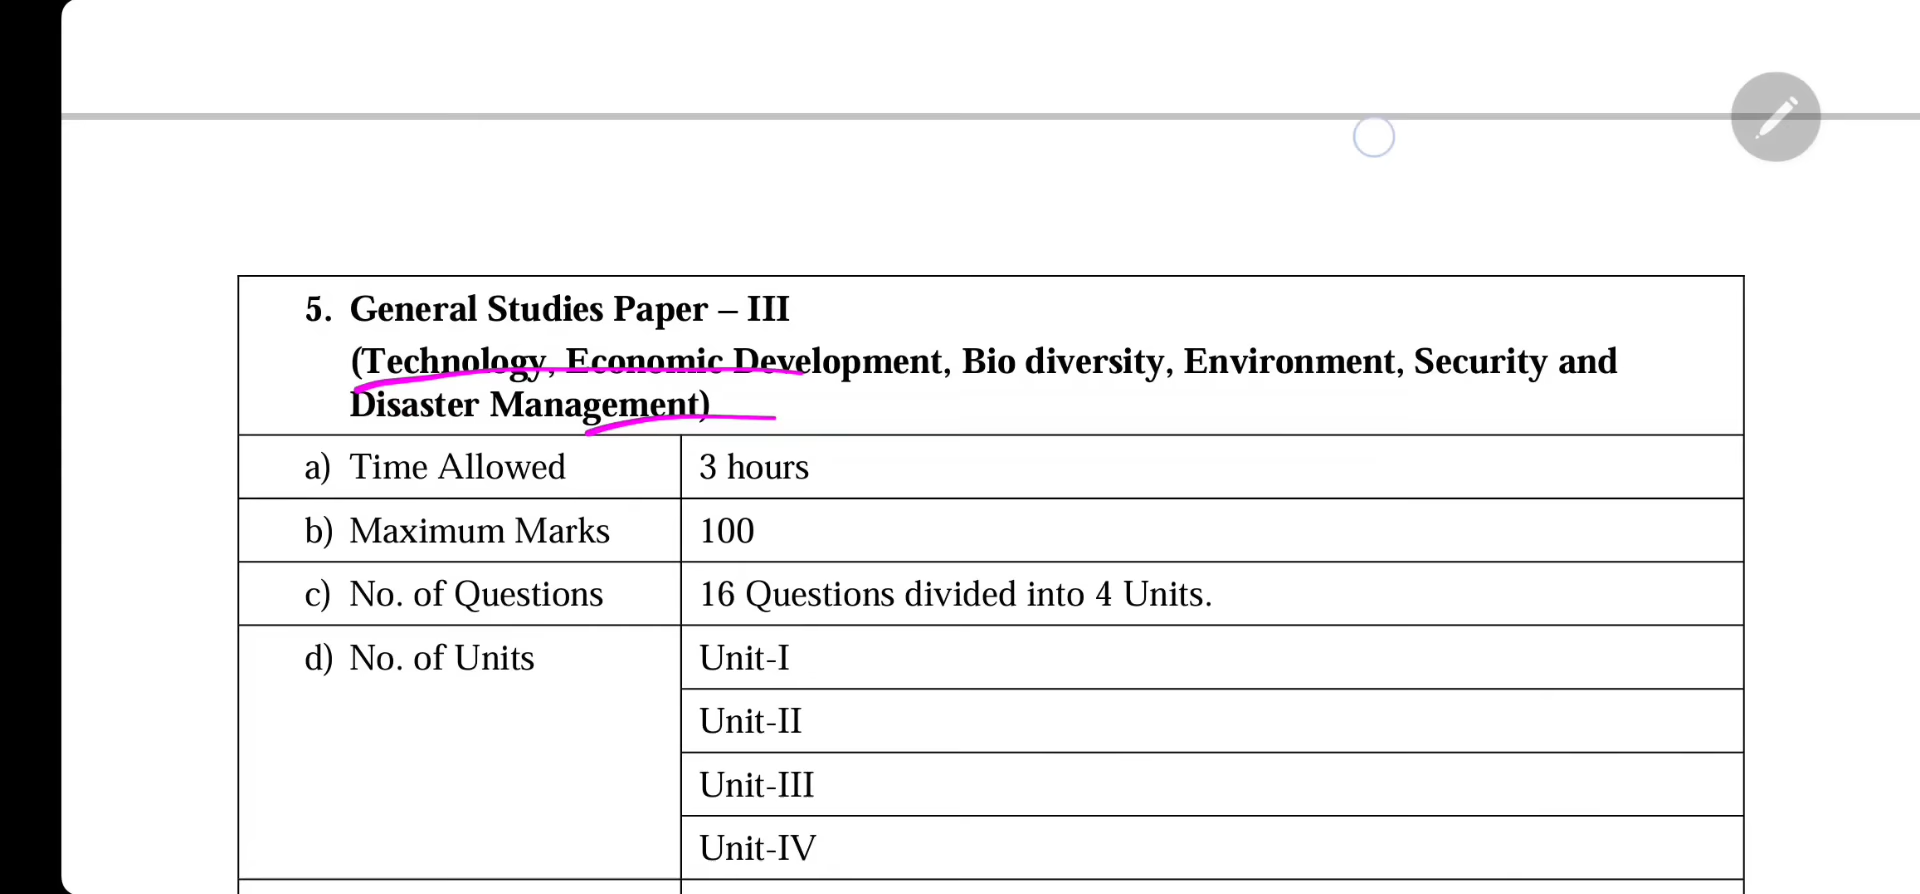 5. General Studies Paper – III
(Technology, Economic Development, Bio diversity, Environment, Security and
Disaster Management)
a) Time Allowed 3 hours
b) Maximum Marks 100
c) No. of Questions 16 Questions divided into 4 Units.
d) No. of Units Unit-I
Unit-II
Unit-III
Unit-IV